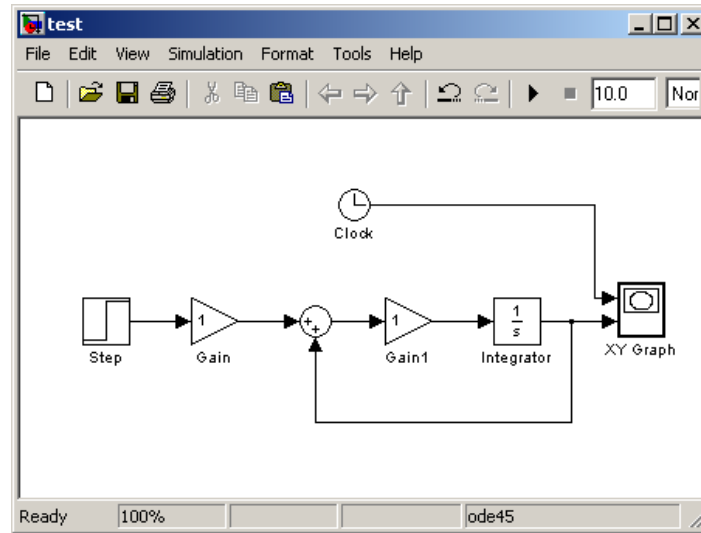 test
File Edit View Simulation Format Tools Help
10.0 Nor
Clock
1 + + 1 1/s
Step Gain Gain1 Integrator XY Graph
Ready 100% ode45